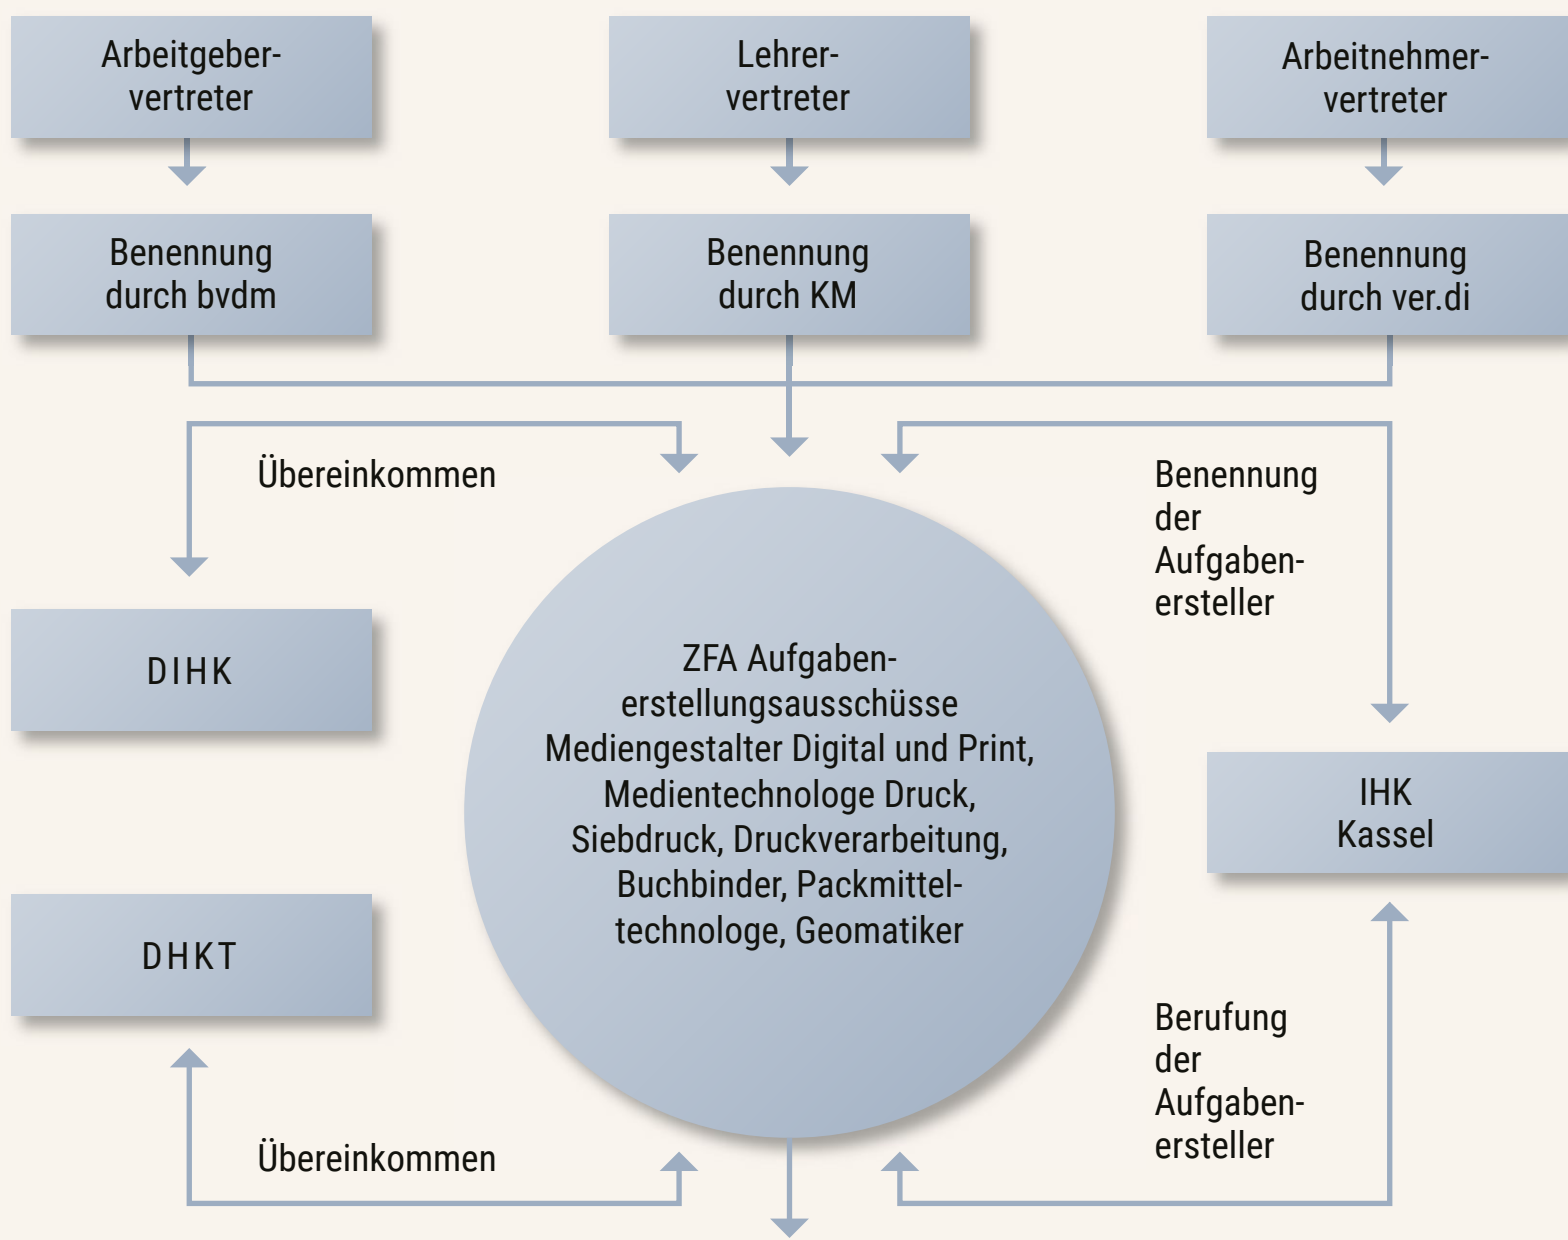 Arbeitgeber-
vertreter
Lehrer-
vertreter
Arbeitnehmer-
vertreter
Benennung
durch bvdm
Benennung
durch KM
Benennung
durch ver.di
Übereinkommen
Benennung
der
Aufgaben-
ersteller
DIHK
ZFA Aufgaben-
erstellungsausschüsse
Mediengestalter Digital und Print,
Medientechnologe Druck,
Siebdruck, Druckverarbeitung,
Buchbinder, Packmittel-
technologe, Geomatiker
IHK
Kassel
DHKT
Übereinkommen
Berufung
der
Aufgaben-
ersteller